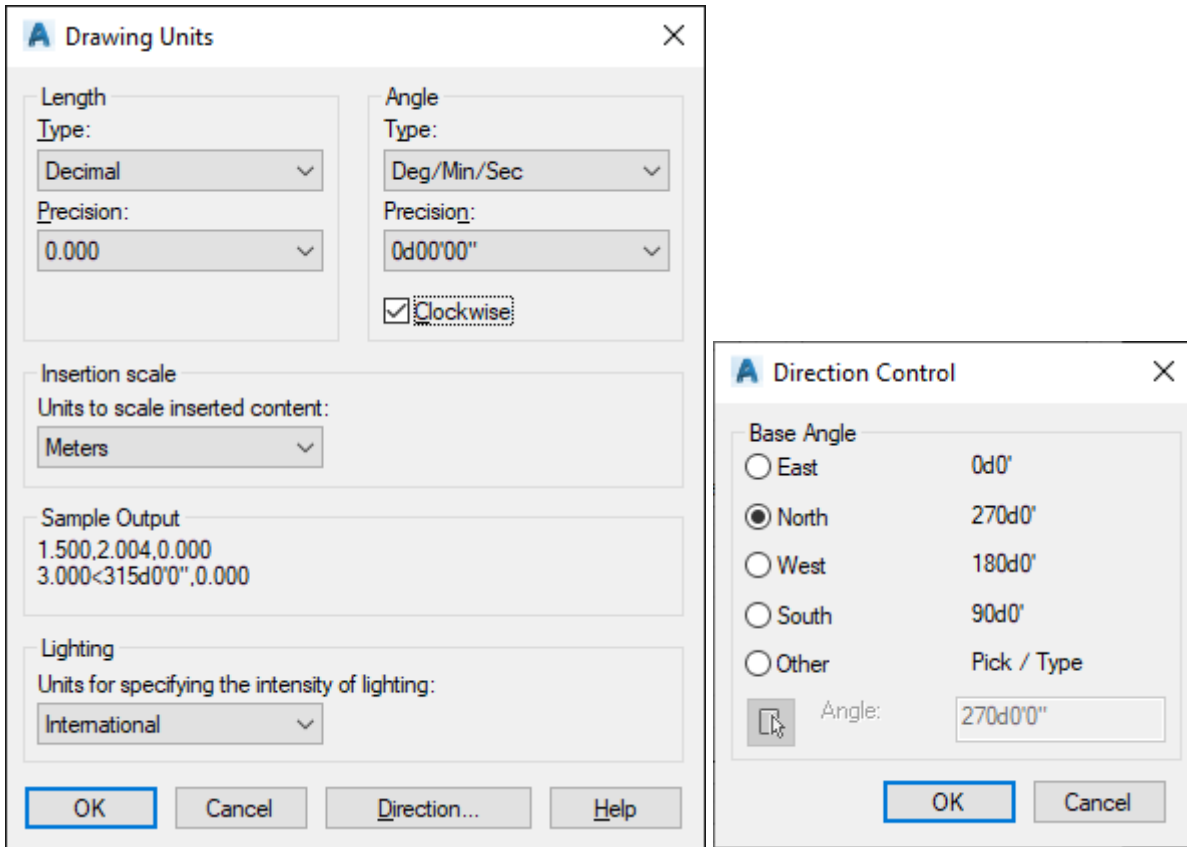 Drawing Units
Length
Type:
Decimal
Precision:
0.000
Angle
Type:
Deg/Min/Sec
Precision:
0d00'00"
Clockwise
Insertion scale
Units to scale inserted content:
Meters
Sample Output
1.500,2.004,0.000
3.000<315d0'0",0.000
Lighting
Units for specifying the intensity of lighting:
International
OK Cancel Direction... Help
Direction Control
Base Angle
East 0d0'
North 270d0'
West 180d0'
South 90d0'
Other Pick / Type
Angle: 270d0'0"
OK Cancel